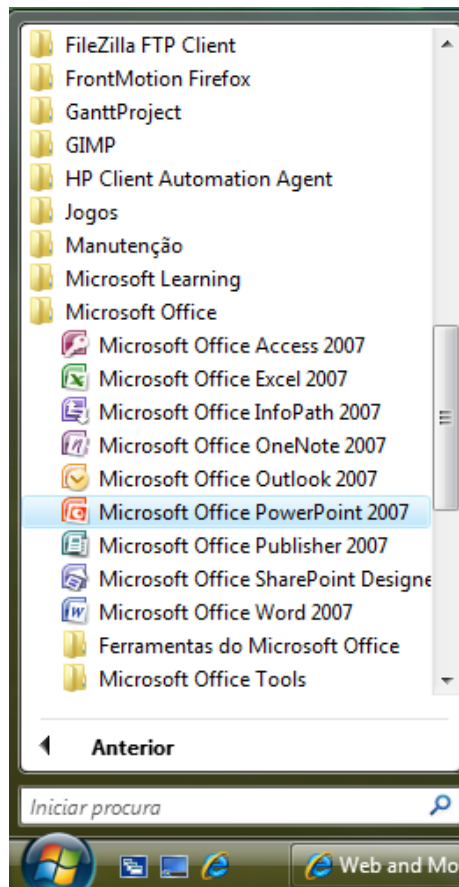 FileZilla FTP Client
FrontMotion Firefox
GanttProject
GIMP
HP Client Automation Agent
Jogos
Manutenção
Microsoft Learning
Microsoft Office
Microsoft Office Access 2007
Microsoft Office Excel 2007
Microsoft Office InfoPath 2007
Microsoft Office OneNote 2007
Microsoft Office Outlook 2007
Microsoft Office PowerPoint 2007
Microsoft Office Publisher 2007
Microsoft Office SharePoint Designe
Microsoft Office Word 2007
Ferramentas do Microsoft Office
Microsoft Office Tools
Anterior
Iniciar procura
Web and Mo